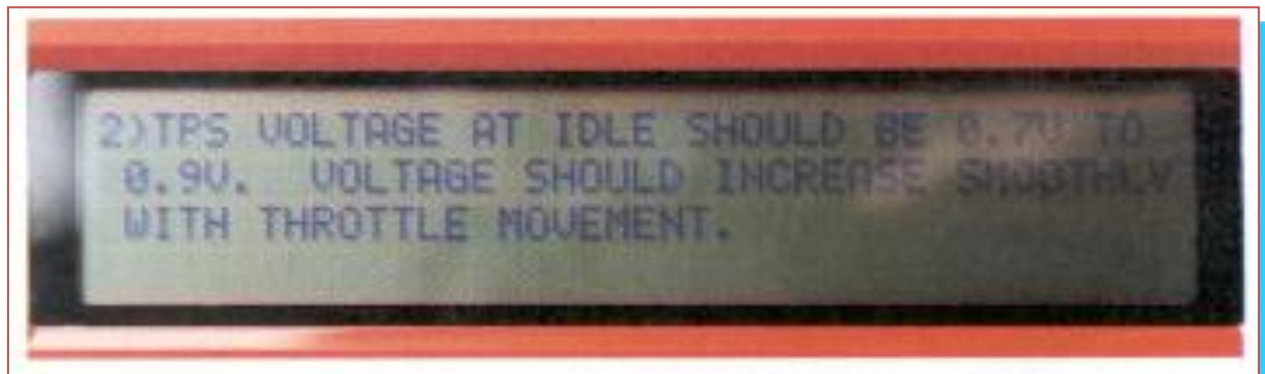 2)TPS VOLTAGE AT IDLE SHOULD BE 0.7V TO
0.9V. VOLTAGE SHOULD INCREASE SMOOTHLY
WITH THROTTLE MOVEMENT.